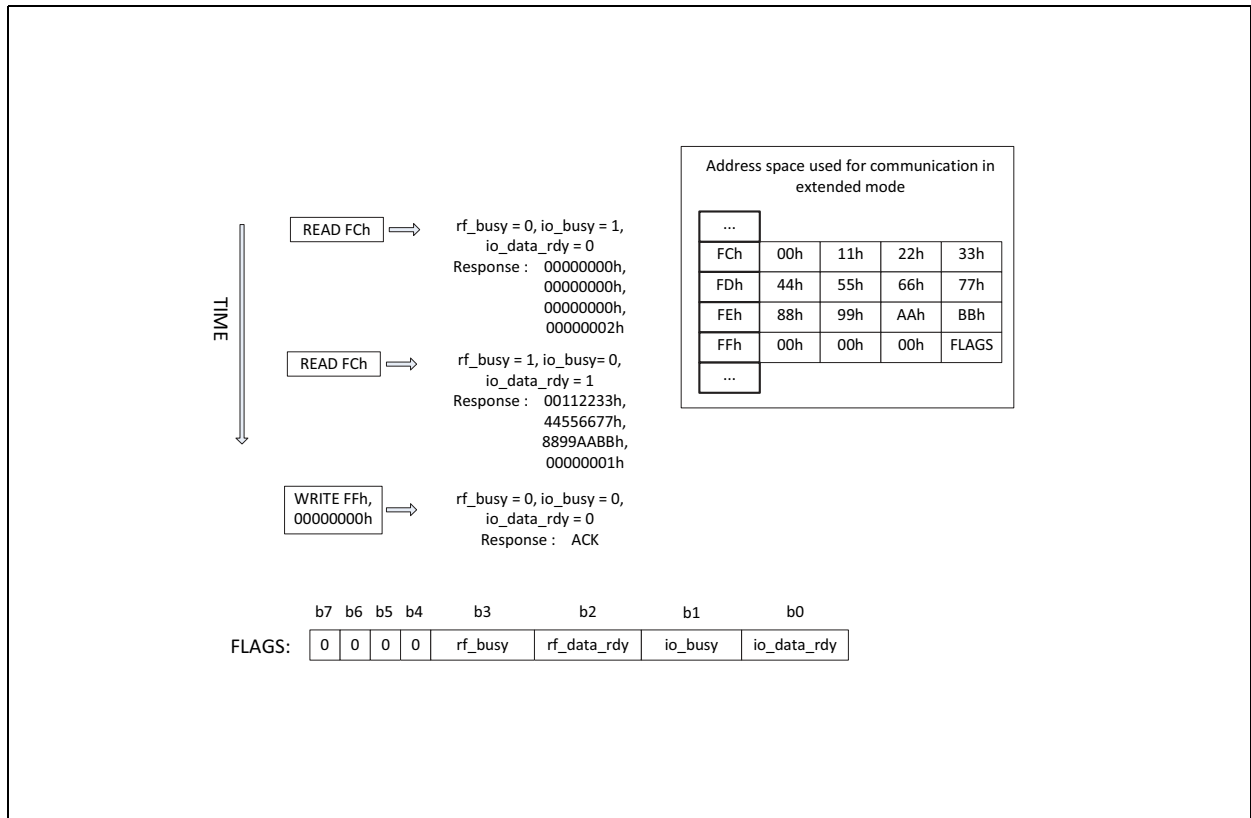 Address space used for communication in
extended mode
...
FCh 00h 11h 22h 33h
FDh 44h 55h 66h 77h
FEh 88h 99h AAh BBh
FFh 00h 00h 00h FLAGS
...
TIME
READ FCh
rf_busy = 0, io_busy = 1,
io_data_rdy = 0
Response : 00000000h,
00000000h,
00000000h,
00000002h
READ FCh
rf_busy = 1, io_busy= 0,
io_data_rdy = 1
Response : 00112233h,
44556677h,
8899AABBh,
00000001h
WRITE FFh,
00000000h
rf_busy = 0, io_busy = 0,
io_data_rdy = 0
Response : ACK
b7 b6 b5 b4 b3 b2 b1 b0
FLAGS: 0 0 0 0 rf_busy rf_data_rdy io_busy io_data_rdy